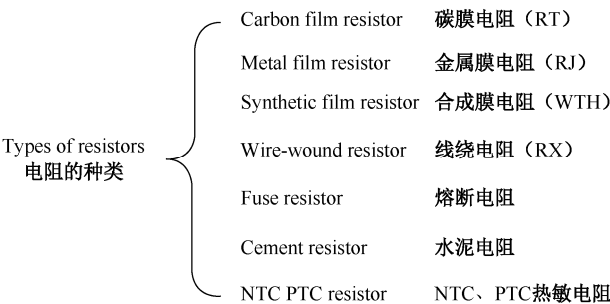 Carbon film resistor 碳膜电阻（RT）
Metal film resistor 金属膜电阻（RJ）
Synthetic film resistor 合成膜电阻（WTH）
Types of resistors
电阻的种类
Wire-wound resistor 线绕电阻（RX）
Fuse resistor 熔断电阻
Cement resistor 水泥电阻
NTC PTC resistor NTC、PTC热敏电阻